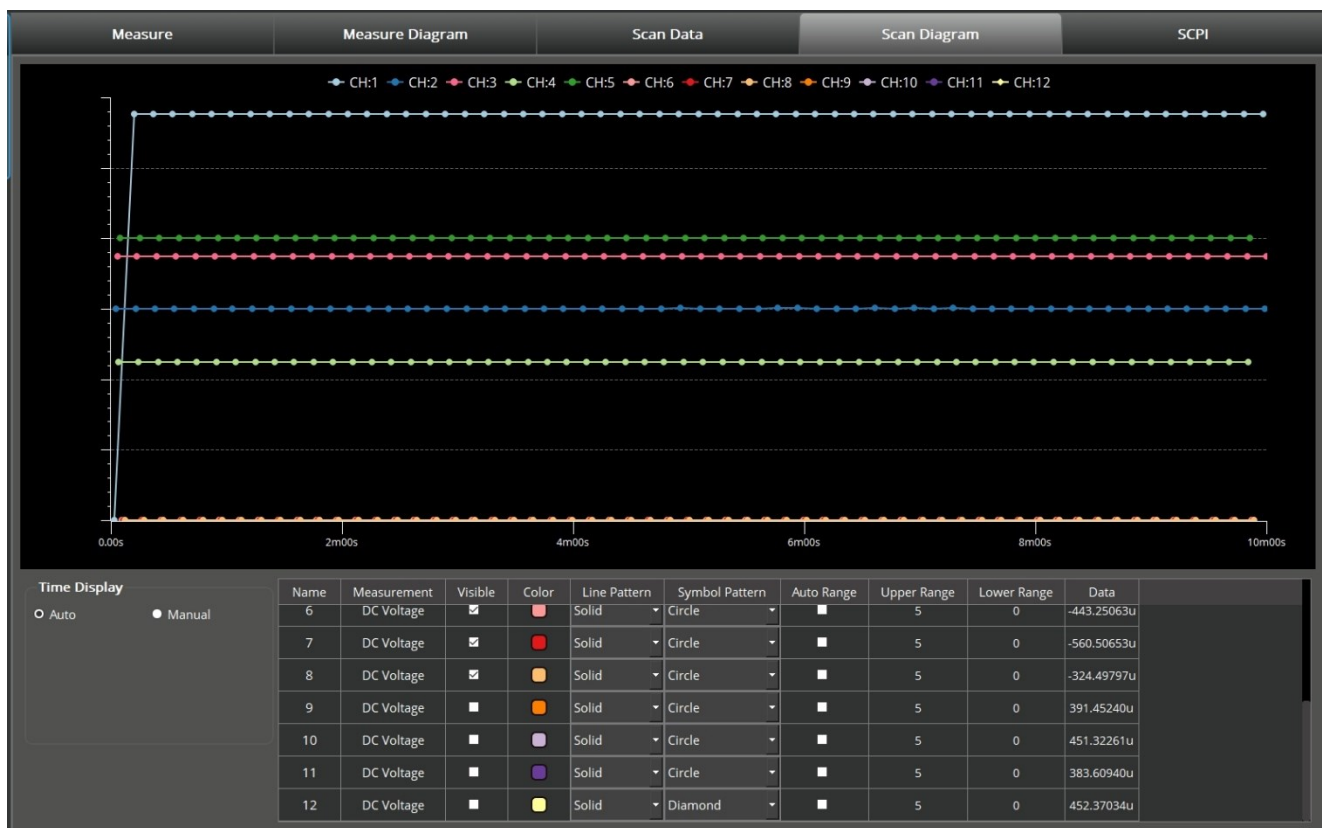 Measure Measure Diagram Scan Data Scan Diagram SCPI
CH:1 CH:2 CH:3 CH:4 CH:5 CH:6 CH:7 CH:8 CH:9 CH:10 CH:11 CH:12
0.00s 2m00s 4m00s 6m00s 8m00s 10m00s
Time Display
Auto Manual
Name Measurement Visible Color Line Pattern Symbol Pattern Auto Range Upper Range Lower Range Data
6 DC Voltage Solid Circle 5 0 -443.25063u
7 DC Voltage Solid Circle 5 0 -560.50653u
8 DC Voltage Solid Circle 5 0 -324.49797u
9 DC Voltage Solid Circle 5 0 391.45240u
10 DC Voltage Solid Circle 5 0 451.32261u
11 DC Voltage Solid Circle 5 0 383.60940u
12 DC Voltage Solid Diamond 5 0 452.37034u